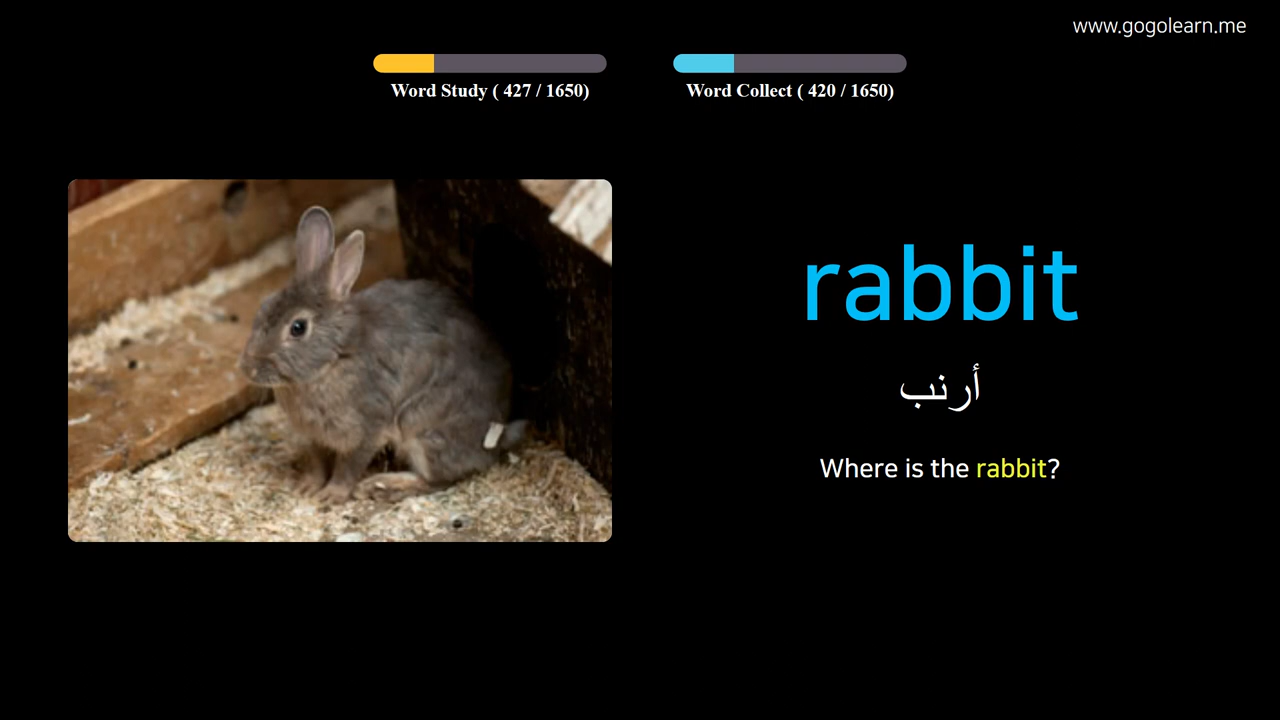 www.gogolearn.me
Word Study ( 427 / 1650)
Word Collect ( 420 / 1650)
rabbit
أرنب
Where is the rabbit?